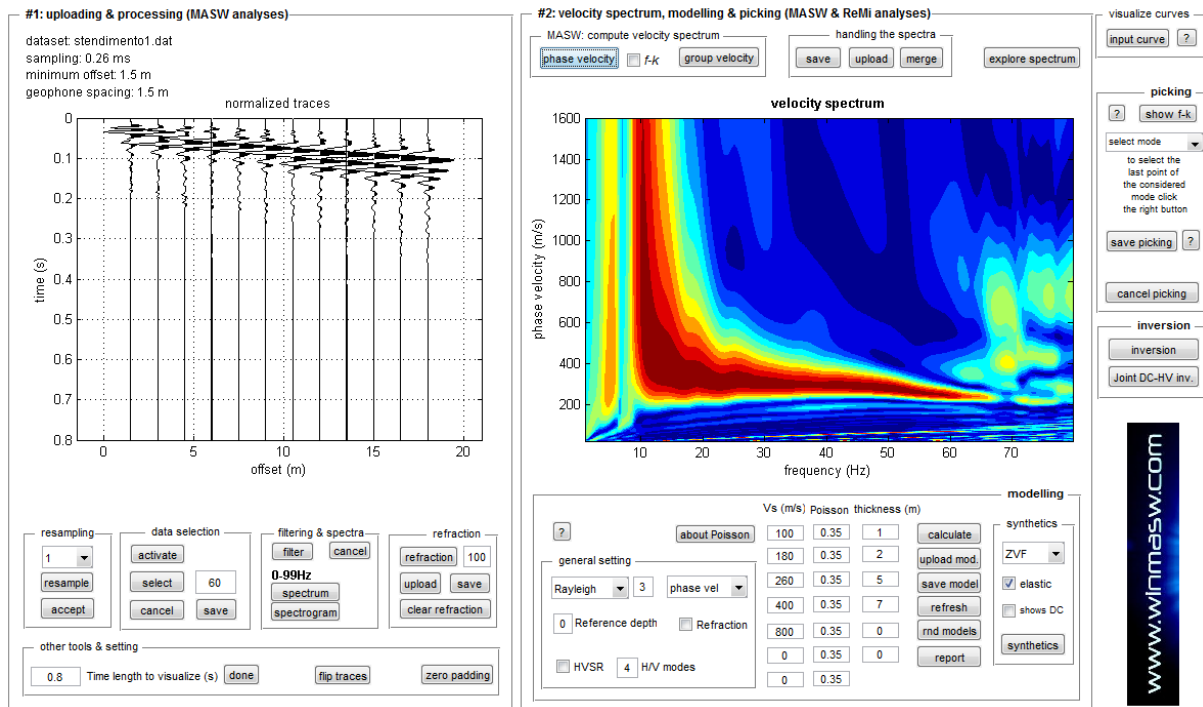 #1: uploading & processing (MASW analyses)
dataset: stendimento1.dat
sampling: 0.26 ms
minimum offset: 1.5 m
geophone spacing: 1.5 m
normalized traces
0
0.1
0.2
0.3
0.4
0.5
0.6
0.7
0.8
time (s)
0 5 10 15 20
offset (m)
resampling
1
resample
accept
data selection
activate
select 60
cancel save
filtering & spectra
filter cancel
0-99Hz
spectrum
spectrogram
refraction
refraction 100
upload save
clear refraction
other tools & setting
0.8 Time length to visualize (s) done flip traces zero padding
#2: velocity spectrum, modelling & picking (MASW & ReMi analyses)
MASW: compute velocity spectrum
phase velocity f-k group velocity
handling the spectra
save upload merge
explore spectrum
velocity spectrum
1600
1400
1200
1000
800
600
400
200
phase velocity (m/s)
10 20 30 40 50 60 70
frequency (Hz)
modelling
? about Poisson
general setting
Rayleigh 3 phase vel
0 Reference depth Refraction
HVSR 4 H/V modes
Vs (m/s) Poisson thickness (m)
100 0.35 1
180 0.35 2
260 0.35 5
400 0.35 7
800 0.35 0
0 0.35 0
0 0.35
calculate
upload mod.
save model
refresh
rnd models
report
synthetics
ZVF
elastic
shows DC
synthetics
visualize curves
input curve ?
picking
? show f-k
select mode
to select the
last point of
the considered
mode click
the right button
save picking ?
cancel picking
inversion
inversion
Joint DC-HV inv.
www.winmasw.com